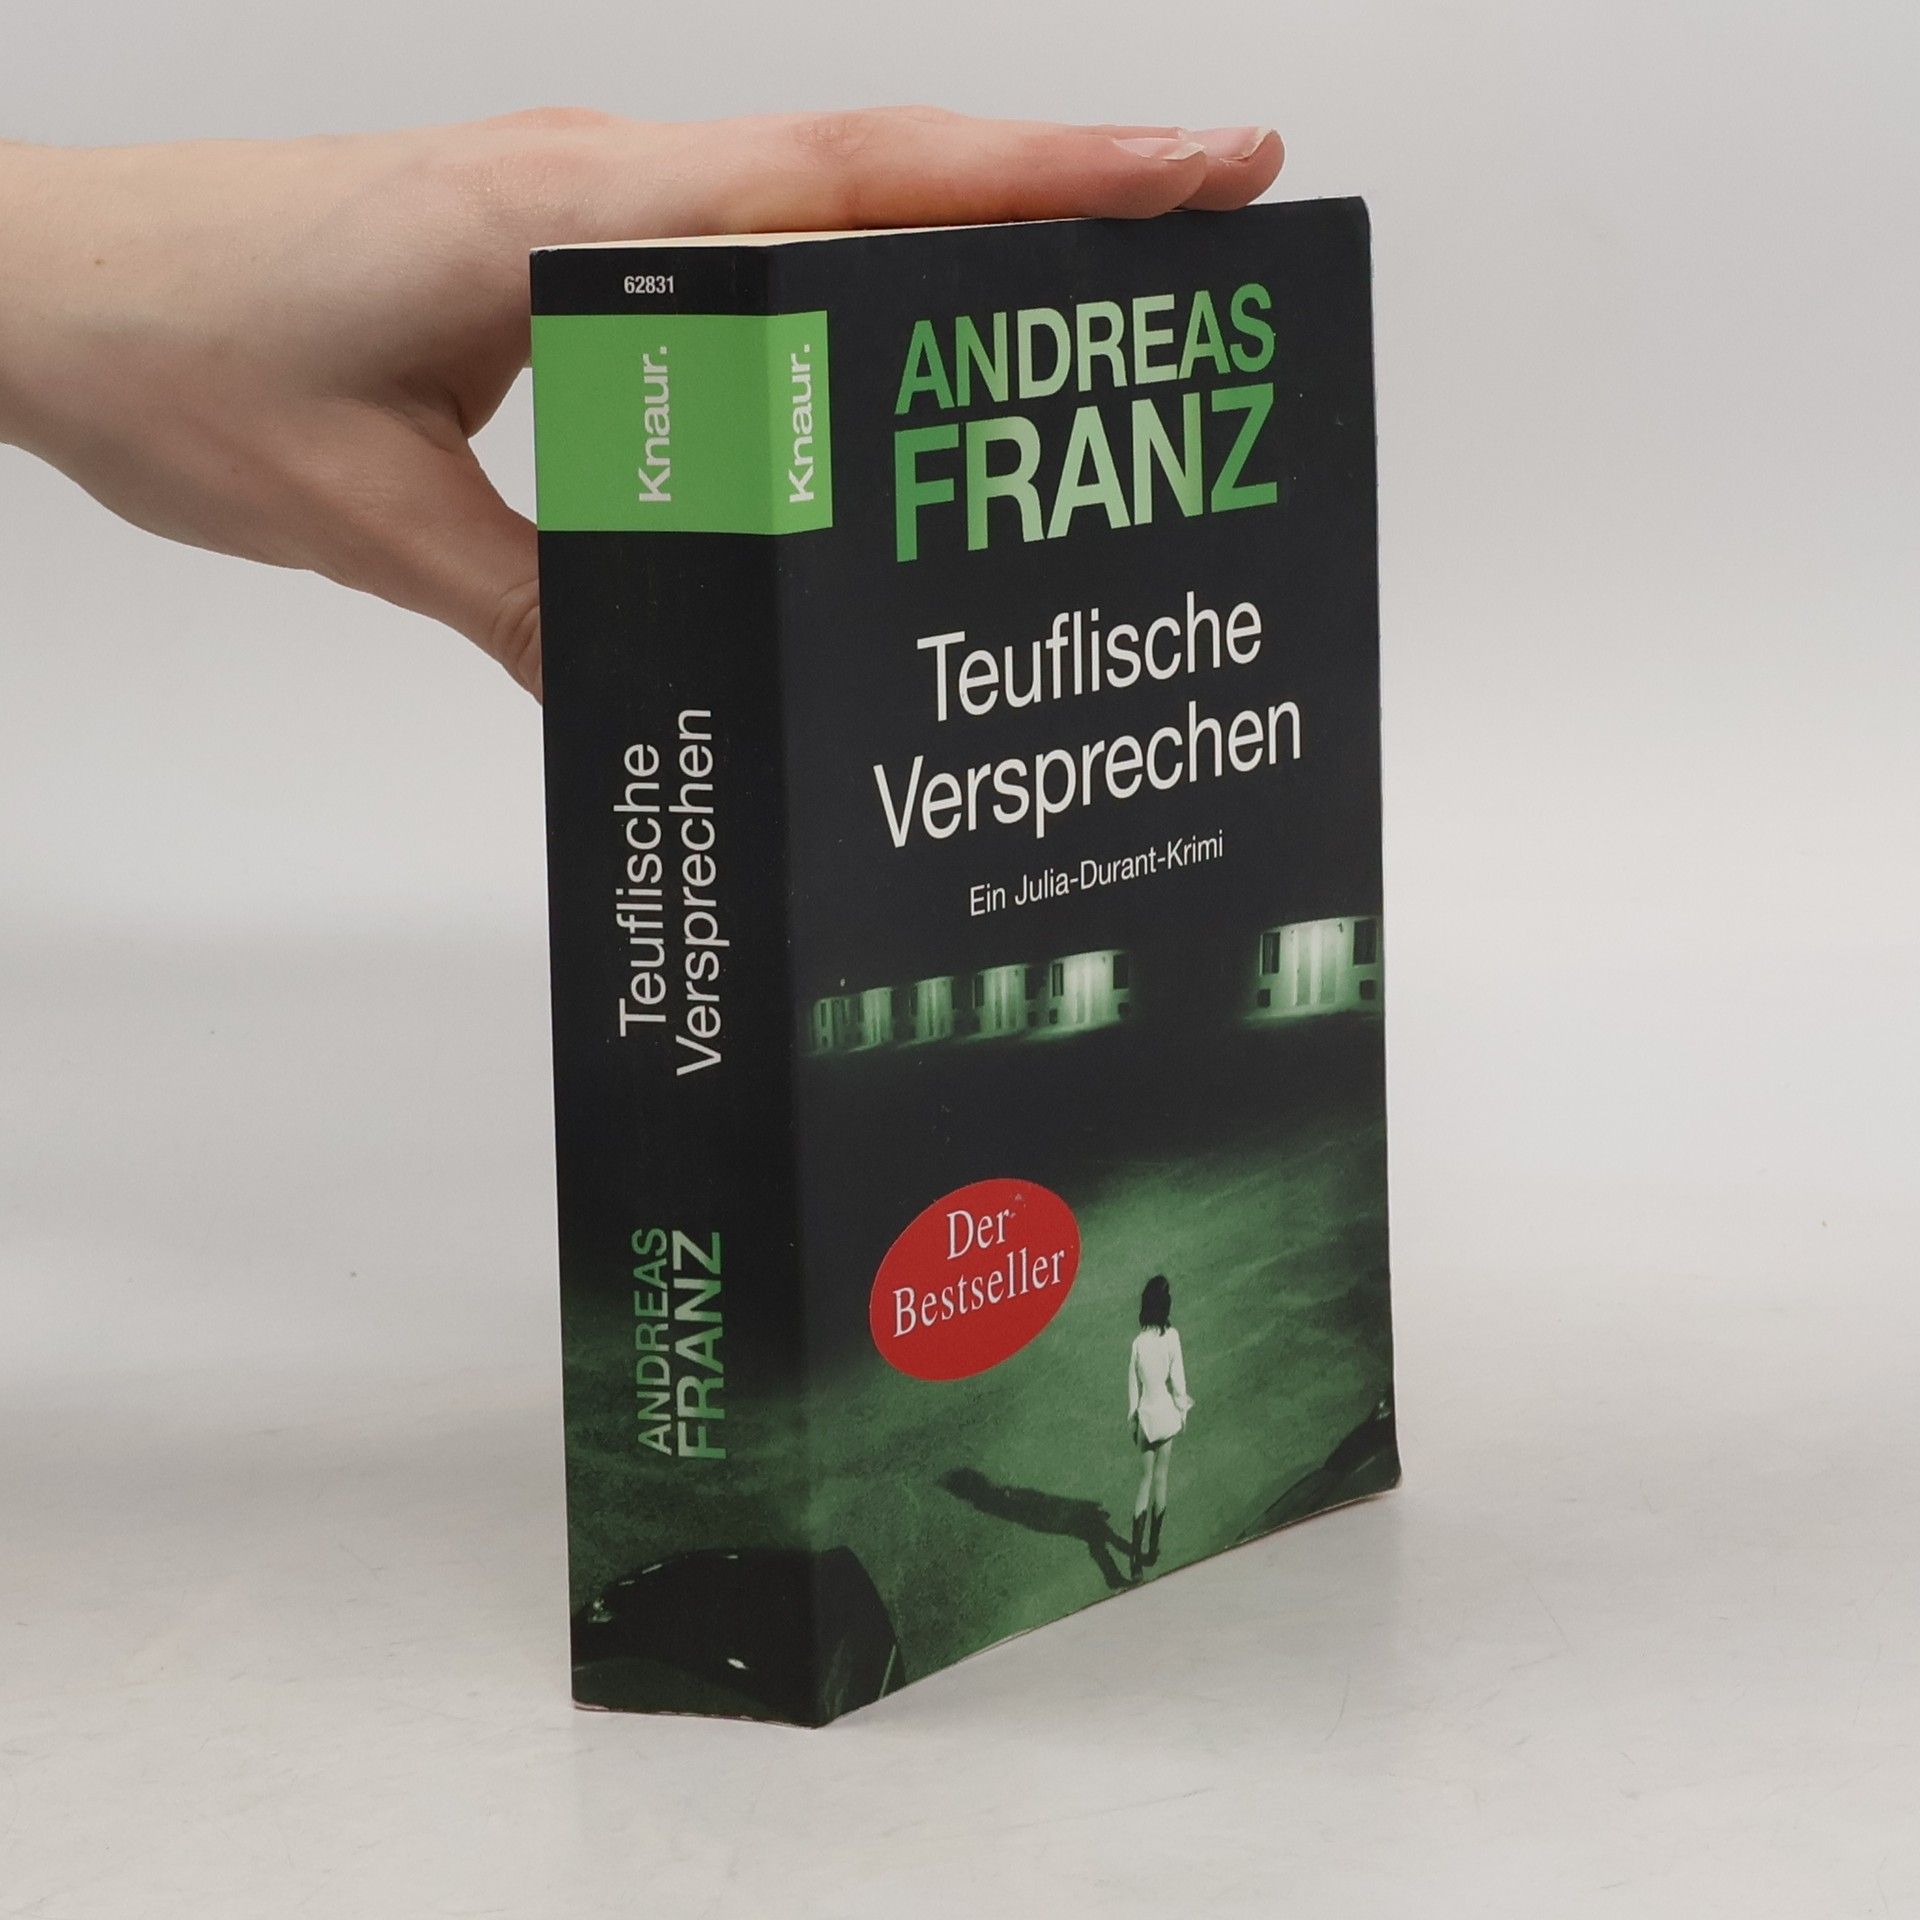 62831
Knaur.
Teuflische
Versprechen
ANDREAS
FRANZ
Knaur.
ANDREAS
FRANZ
Teuflische
Versprechen
Ein Julia-Durant-Krimi
Der
Bestseller